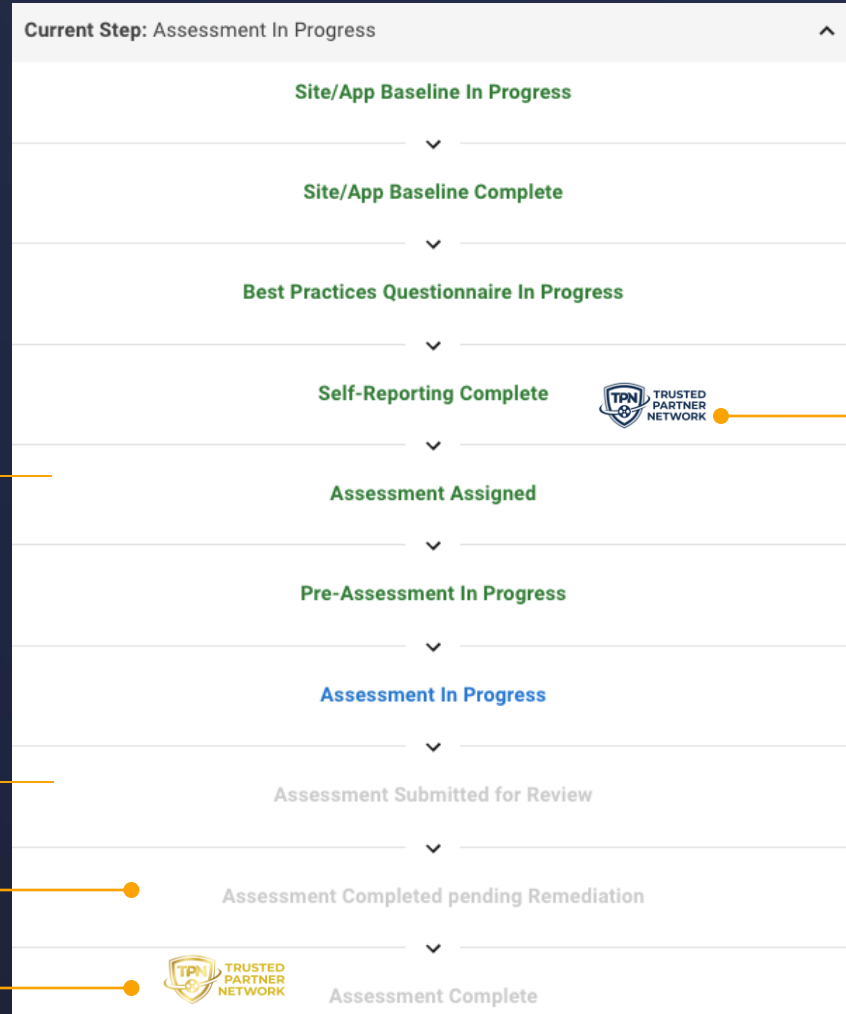 Current Step: Assessment In Progress
Site/App Baseline In Progress
Site/App Baseline Complete
Best Practices Questionnaire In Progress
Self-Reporting Complete
TPN TRUSTED
PARTNER
NETWORK
Assessment Assigned
Pre-Assessment In Progress
Assessment In Progress
Assessment Submitted for Review
Assessment Completed pending Remediation
TPN TRUSTED
PARTNER
NETWORK
Assessment Complete